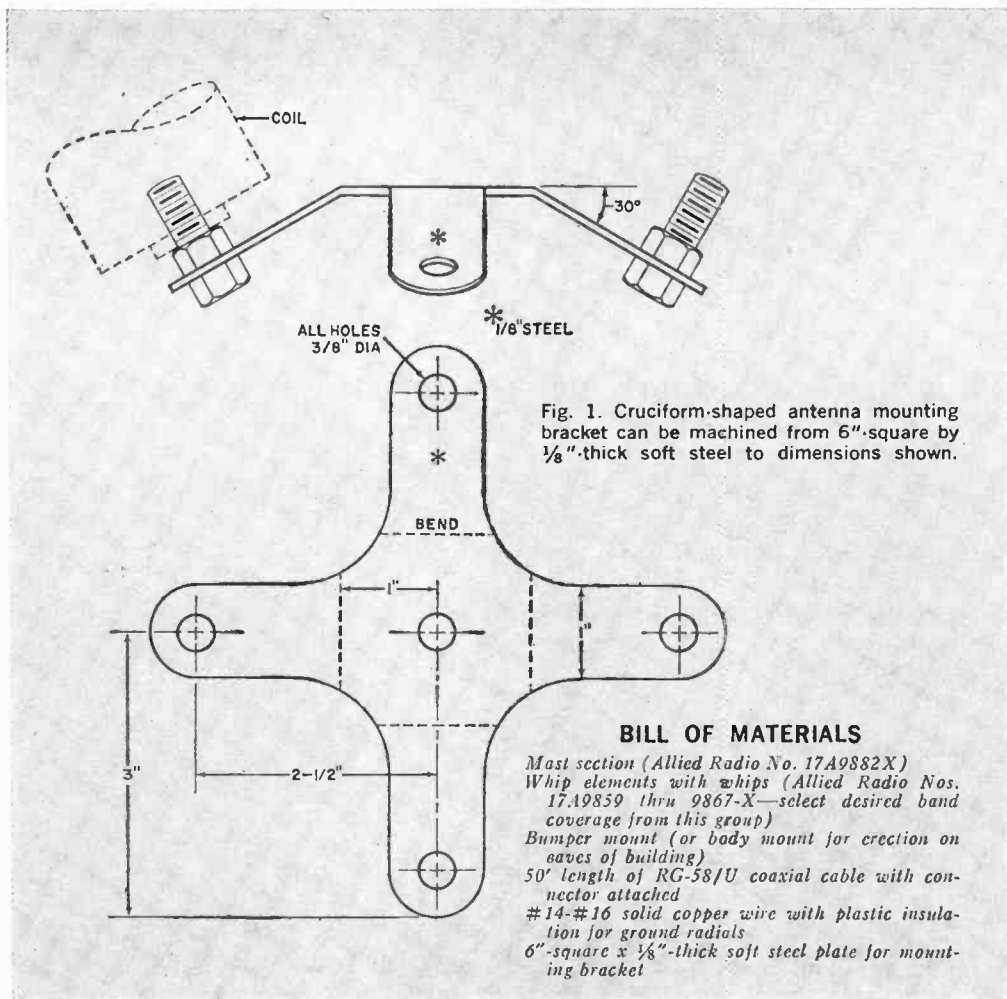 COIL
30°
*
*1/8" STEEL
ALL HOLES
3/8" DIA
Fig. 1. Cruciform-shaped antenna mounting
bracket can be machined from 6"-square by
⅛"-thick soft steel to dimensions shown.
*
BEND
1"
1"
3"
2-1/2"
BILL OF MATERIALS
Mast section (Allied Radio No. 17A9882X)
Whip elements with whips (Allied Radio Nos.
17A9859 thru 9867-X—select desired band
coverage from this group)
Bumper mount (or body mount for erection on
eaves of building)
50' length of RG-58/U coaxial cable with con-
nector attached
#14-#16 solid copper wire with plastic insula-
tion for ground radials
6"-square x ⅛"-thick soft steel plate for mount-
ing bracket